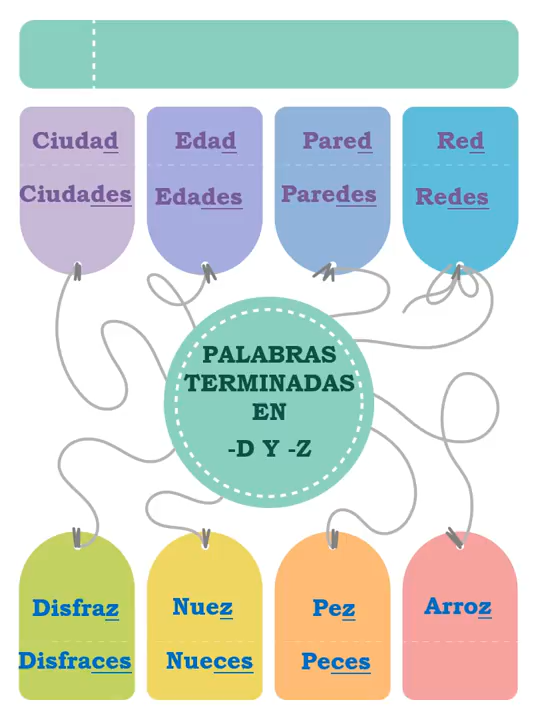 Ciudad
Ciudades
Edad
Edades
Pared
Paredes
Red
Redes
PALABRAS
TERMINADAS
EN
-D Y -Z
Disfraz
Disfraces
Nuez
Nueces
Pez
Peces
Arroz